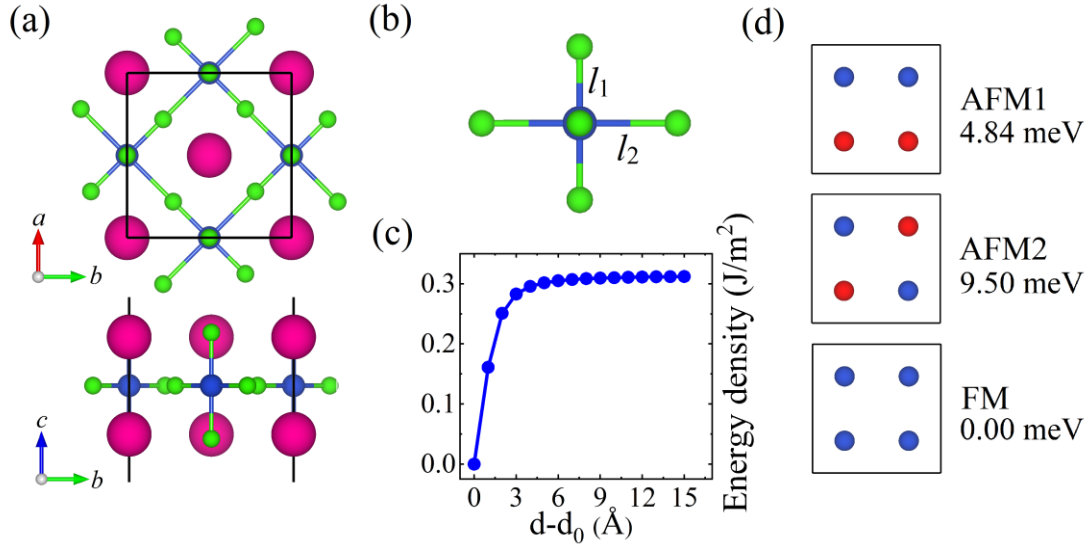 (a)
a
b
c
b
(b)
l1
l2
(c)
0.3
0.2
0.1
0.0
0 3 6 9 12 15
d-d0 (Å)
Energy density (J/m²)
(d)
AFM1
4.84 meV
AFM2
9.50 meV
FM
0.00 meV